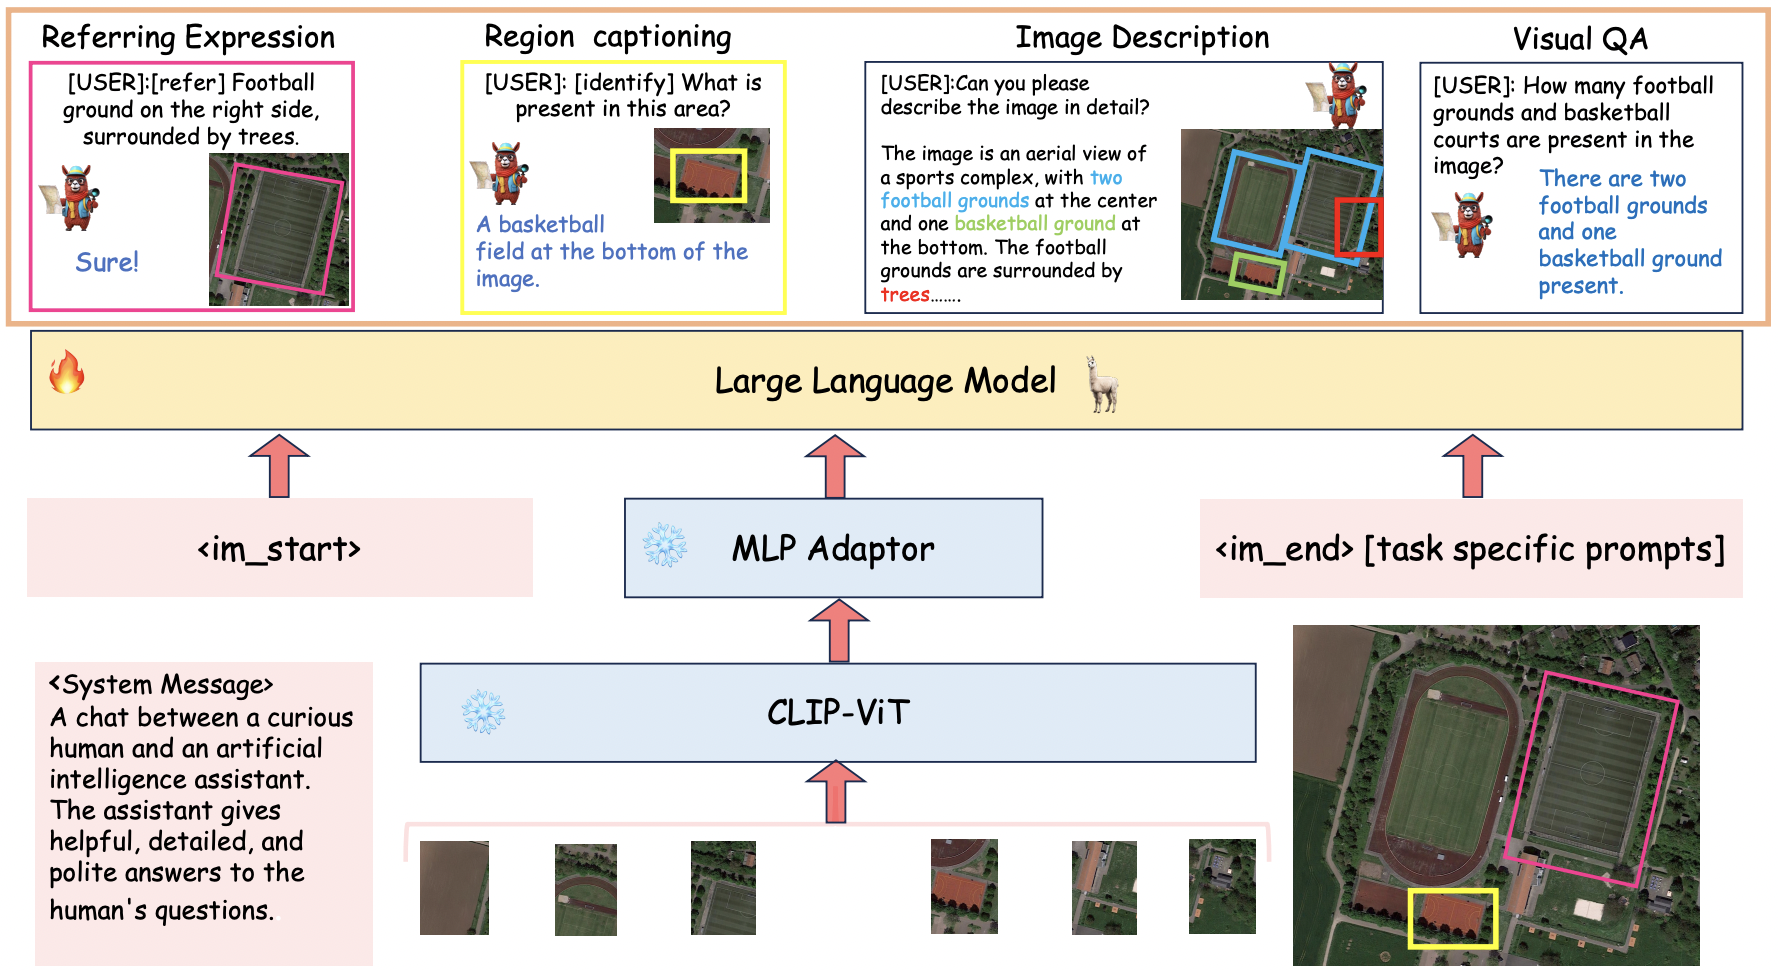 Referring Expression
[USER]:[refer] Football
ground on the right side,
surrounded by trees.
Sure!
Region captioning
[USER]: [identify] What is
present in this area?
A basketball
field at the bottom of the
image.
Image Description
[USER]:Can you please
describe the image in detail?
The image is an aerial view of
a sports complex, with two
football grounds at the center
and one basketball ground at
the bottom. The football
grounds are surrounded by
trees.......
Visual QA
[USER]: How many football
grounds and basketball
courts are present in the
image?
There are two
football grounds
and one
basketball ground
present.
Large Language Model
<im_start>
MLP Adaptor
<im_end> [task specific prompts]
CLIP-ViT
<System Message>
A chat between a curious
human and an artificial
intelligence assistant.
The assistant gives
helpful, detailed, and
polite answers to the
human's questions.